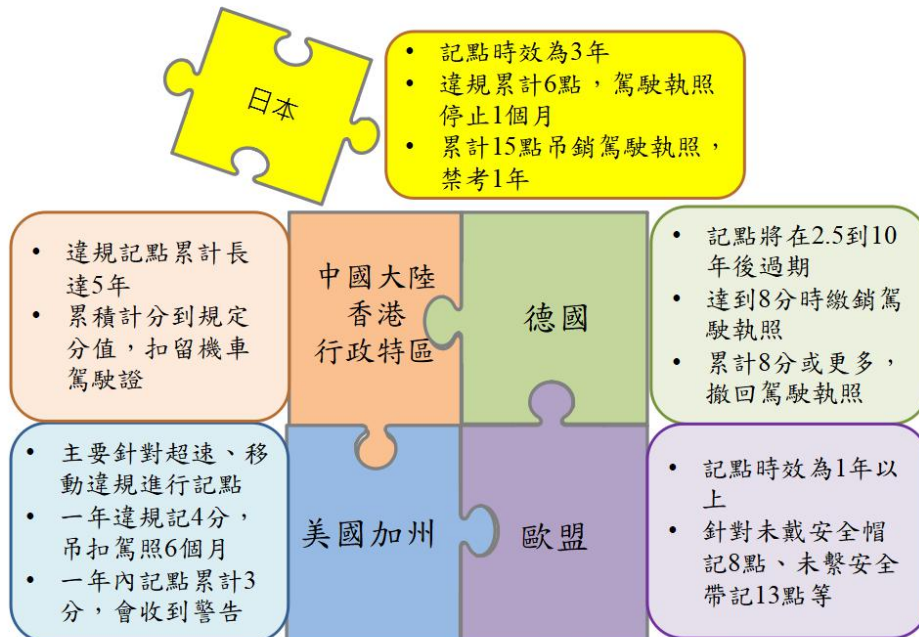 日本
• 記點時效為3年
• 違規累計6點，駕駛執照
停止1個月
• 累計15點吊銷駕駛執照，
禁考1年
• 違規記點累計長
達5年
• 累積計分到規定
分值，扣留機車
駕駛證
中國大陸
香港
行政特區
德國
• 記點將在2.5到10
年後過期
• 達到8分時繳銷駕
駛執照
• 累計8分或更多，
撤回駕駛執照
• 主要針對超速、移
動違規進行記點
• 一年違規記4分，
吊扣駕照6個月
• 一年內記點累計3
分，會收到警告
美國加州
歐盟
• 記點時效為1年以
上
• 針對未戴安全帽
記8點、未繫安全
帶記13點等